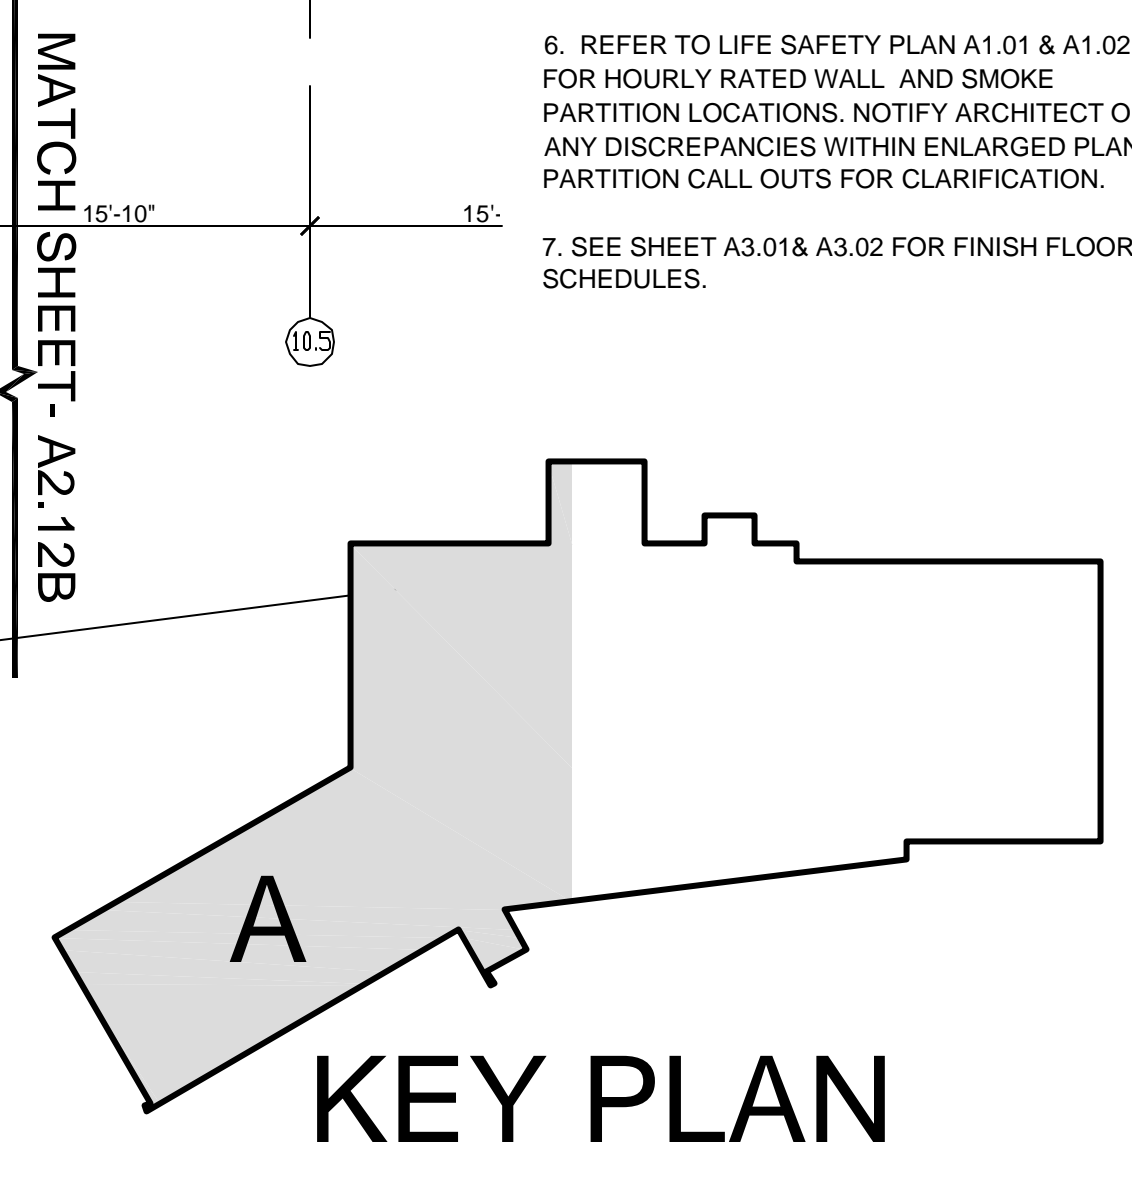 6. REFER TO LIFE SAFETY PLAN A1.01 & A1.02
FOR HOURLY RATED WALL AND SMOKE
PARTITION LOCATIONS. NOTIFY ARCHITECT O
ANY DISCREPANCIES WITHIN ENLARGED PLAN
PARTITION CALL OUTS FOR CLARIFICATION.
7. SEE SHEET A3.01& A3.02 FOR FINISH FLOOR
SCHEDULES.
MATCH SHEET- A2.12B
15'-10"
15'-
10.5
A
KEY PLAN